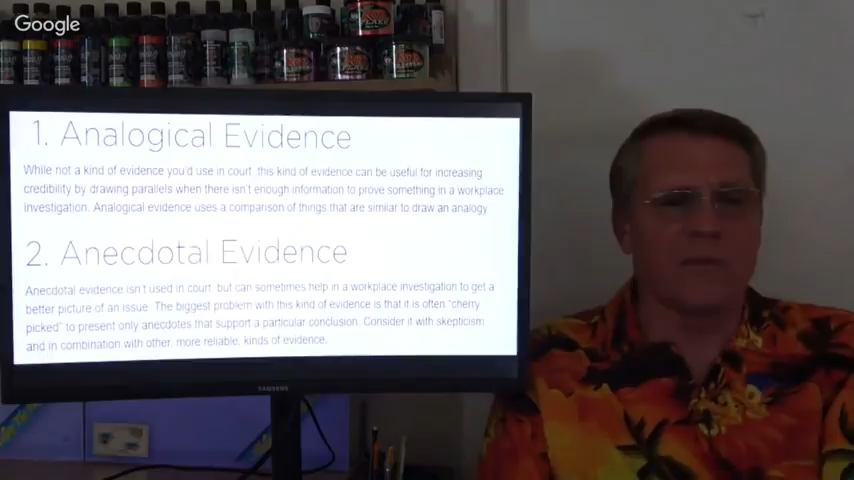 Google
1. Analogical Evidence
While not a kind of evidence you'd use in court, this kind of evidence can be useful for increasing
credibility by drawing parallels when there isn't enough information to prove something in a workplace
investigation. Analogical evidence uses a comparison of things that are similar to draw an analogy
2. Anecdotal Evidence
Anecdotal evidence isn't used in court, but can sometimes help in a workplace investigation to get a
better picture of an issue. The biggest problem with this kind of evidence is that it is often "cherry
picked" to present only anecdotes that support a particular conclusion. Consider it with skepticism
and in combination with other, more reliable, kinds of evidence.
SAMSUNG